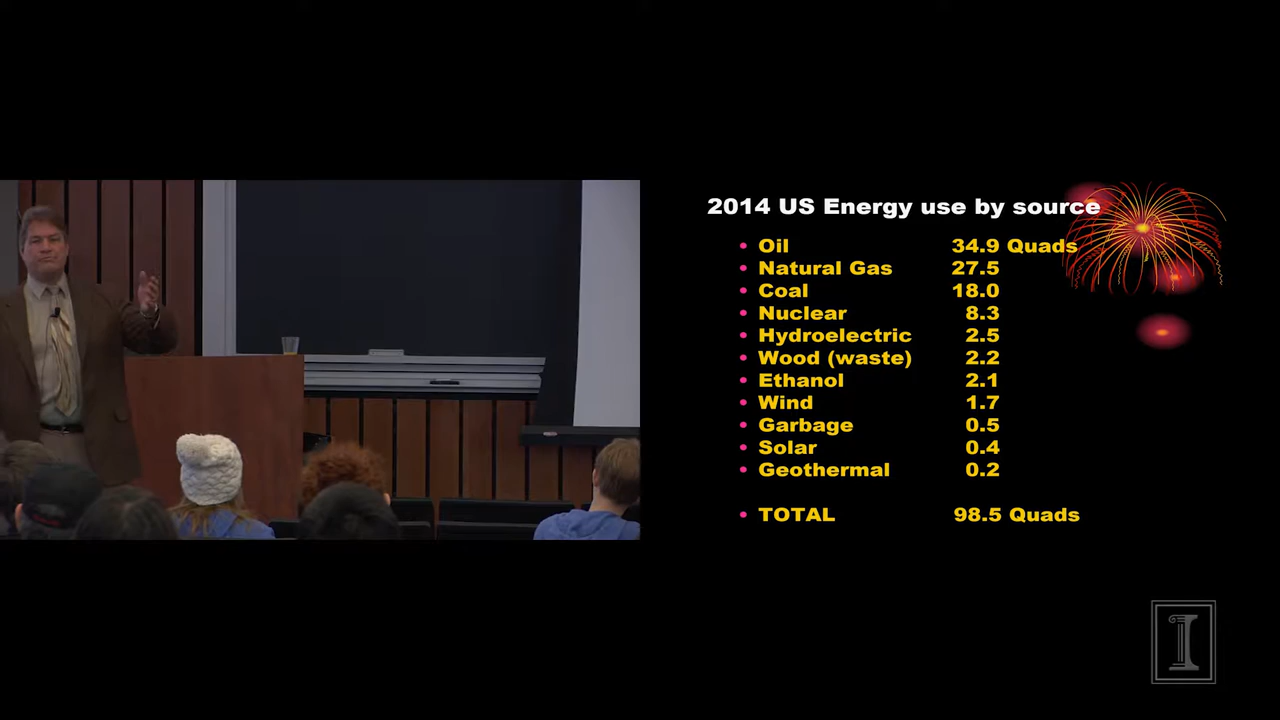 2014 US Energy use by source
• Oil 34.9 Quads
• Natural Gas 27.5
• Coal 18.0
• Nuclear 8.3
• Hydroelectric 2.5
• Wood (waste) 2.2
• Ethanol 2.1
• Wind 1.7
• Garbage 0.5
• Solar 0.4
• Geothermal 0.2
• TOTAL 98.5 Quads
I